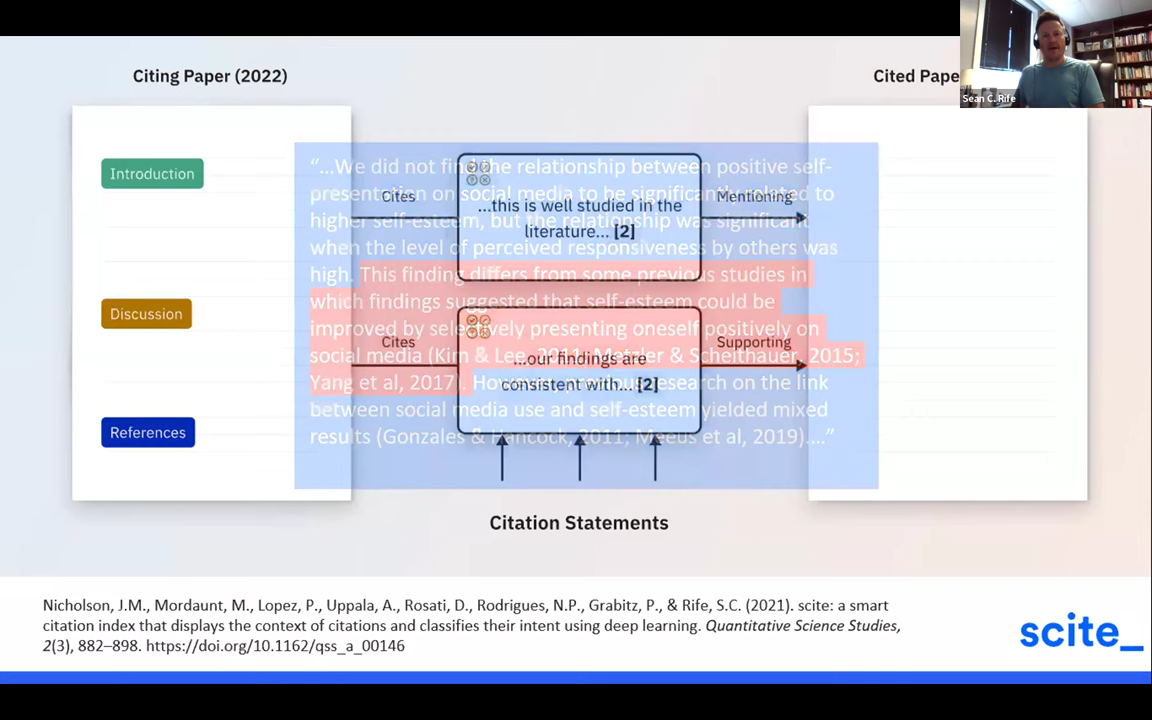 Citing Paper (2022)
Cited Pape
Sean C. Rife
Introduction
Discussion
References
Cites
Mentioning
Cites
Supporting
...this is well studied in the
literature... [2]
...our findings are
consistent with... [2]
"...We did not find the relationship between positive self-
presentation on social media to be significantly related to
higher self-esteem, but the relationship was significant
when the level of perceived responsiveness by others was
high. This finding differs from some previous studies in
which findings suggested that self-esteem could be
improved by selectively presenting oneself positively on
social media (Kim & Lee, 2011; Metzler & Scheithauer, 2015;
Yang et al, 2017). However, previous research on the link
between social media use and self-esteem yielded mixed
results (Gonzales & Hancock, 2011; Meeus et al, 2019)...."
Citation Statements
Nicholson, J.M., Mordaunt, M., Lopez, P., Uppala, A., Rosati, D., Rodrigues, N.P., Grabitz, P., & Rife, S.C. (2021). scite: a smart
citation index that displays the context of citations and classifies their intent using deep learning. Quantitative Science Studies,
2(3), 882–898. https://doi.org/10.1162/qss_a_00146
scite_